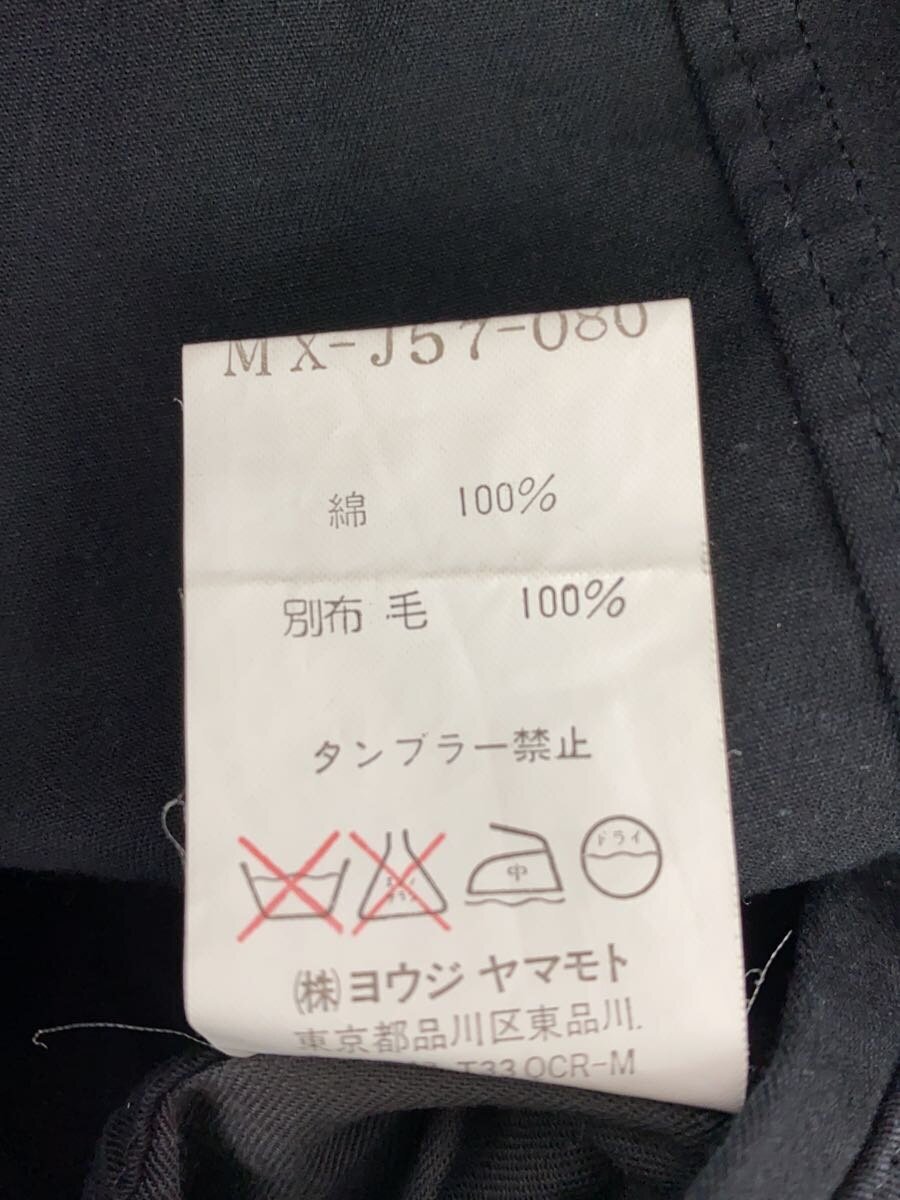 MX-J57-080
綿 100%
別布 毛 100%
タンブラー禁止
中
ドライ
(株)ヨウジ ヤマモト
東京都品川区東品川.
T33 OCR-M